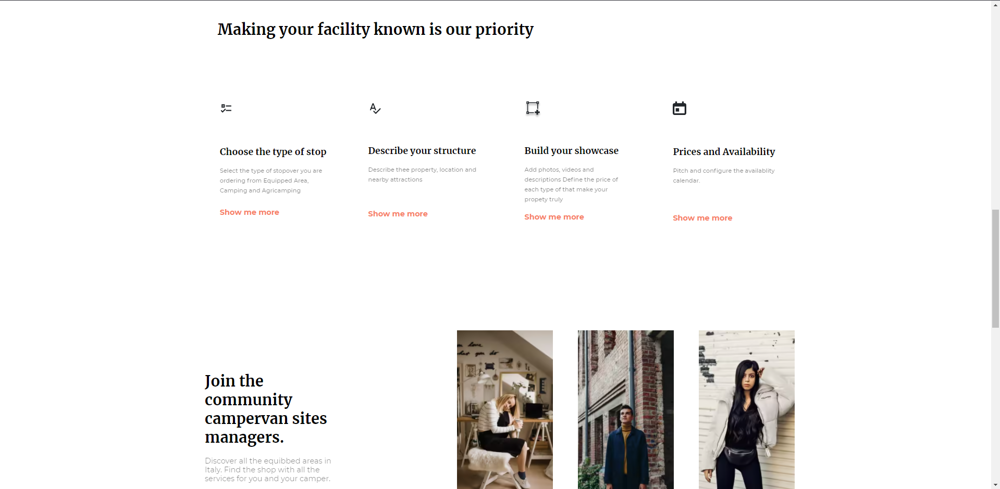 Making your facility known is our priority
Choose the type of stop
Select the type of stopover you are
ordering from Equipped Area,
Camping and Agricamping
Show me more
Describe your structure
Describe thee property, location and
nearby attractions
Show me more
Build your showcase
Add photos, videos and
descriptions Define the price of
each type of that make your
propety truly
Show me more
Prices and Availability
Pitch and configure the availablity
calendar.
Show me more
Join the
community
campervan sites
managers.
Discover all the equibbed areas in
Italy. Find the shop with all the
services for you and your camper.
you love
what you do